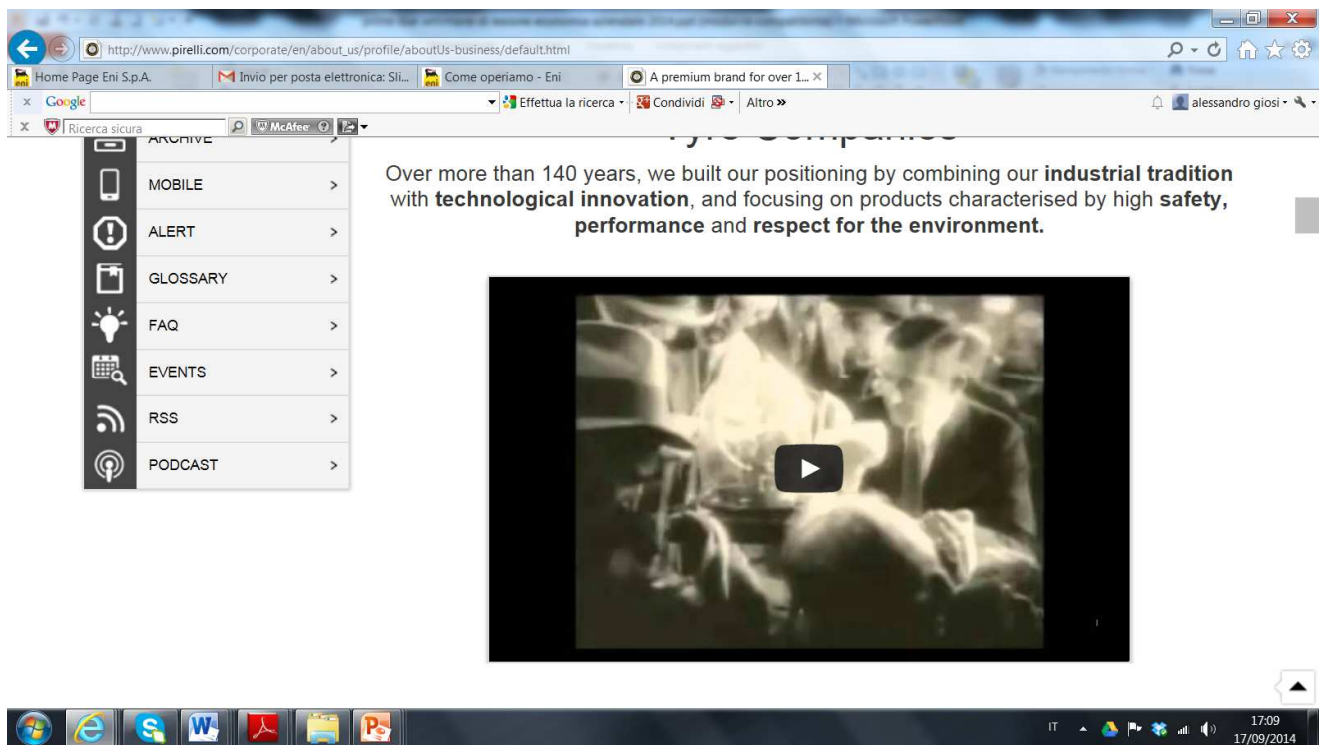 http://www.pirelli.com/corporate/en/about_us/profile/aboutUs-business/default.html
Home Page Eni S.p.A.
Invio per posta elettronica: Sli...
Come operiamo - Eni
A premium brand for over 1...
x Google
Effettua la ricerca
Condividi
Altro »
alessandro giosi
x
Ricerca sicura
McAfee
ARCHIVE
MOBILE
ALERT
GLOSSARY
FAQ
EVENTS
RSS
PODCAST
Tyre Companies
Over more than 140 years, we built our positioning by combining our industrial tradition
with technological innovation, and focusing on products characterised by high safety,
performance and respect for the environment.
IT
17:09
17/09/2014